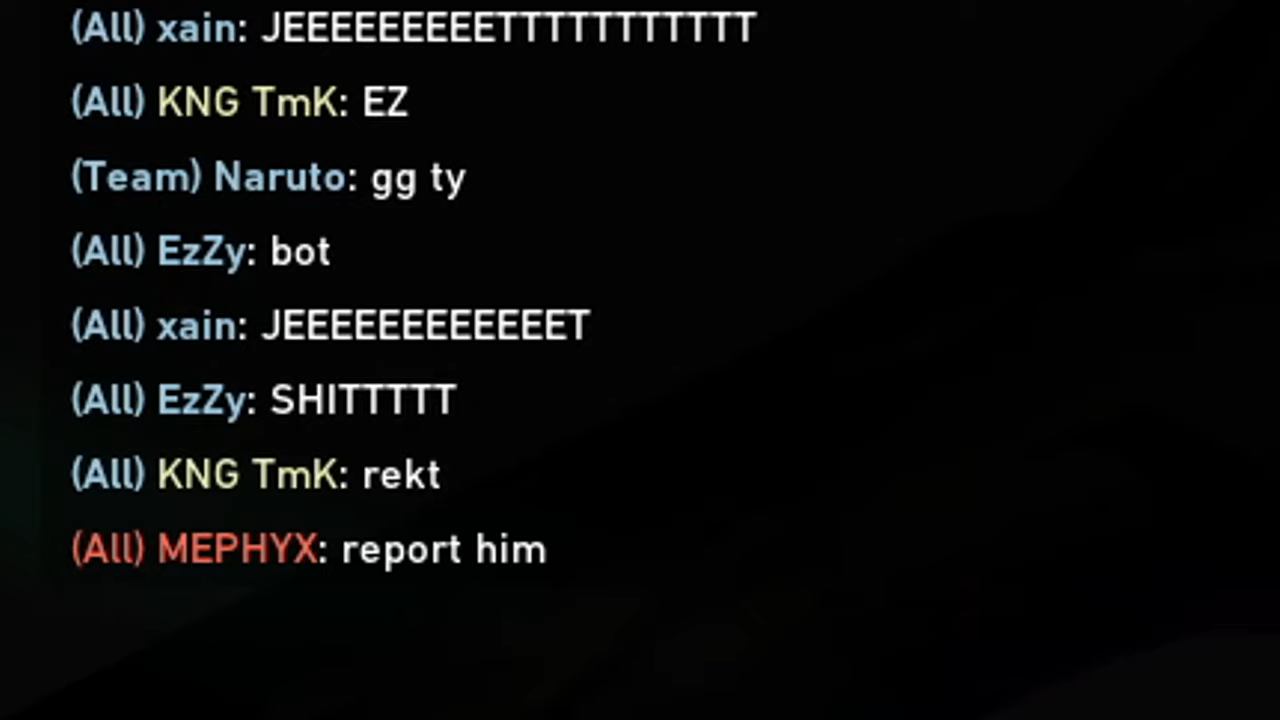 (All) xain: JEEEEEEEEETTTTTTTTTTT
(All) KNG TmK: EZ
(Team) Naruto: gg ty
(All) EzZy: bot
(All) xain: JEEEEEEEEEEEET
(All) EzZy: SHITTTTT
(All) KNG TmK: rekt
(All) MEPHYX: report him